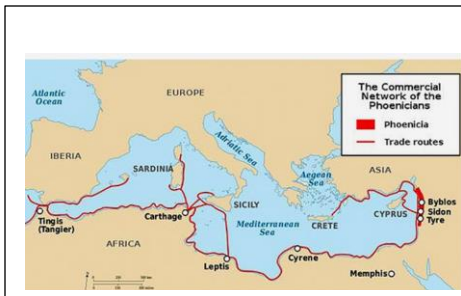 The Commercial
Network of the
Phoenicians
Phoenicia
Trade routes
Atlantic
Ocean
EUROPE
IBERIA
SARDINIA
Adriatic Sea
Aegean
Sea
ASIA
SICILY
CRETE
CYPRUS
Byblos
Sidon
Tyre
Tingis
(Tangier)
Carthage
Mediterranean
Sea
AFRICA
Leptis
Cyrene
Memphis